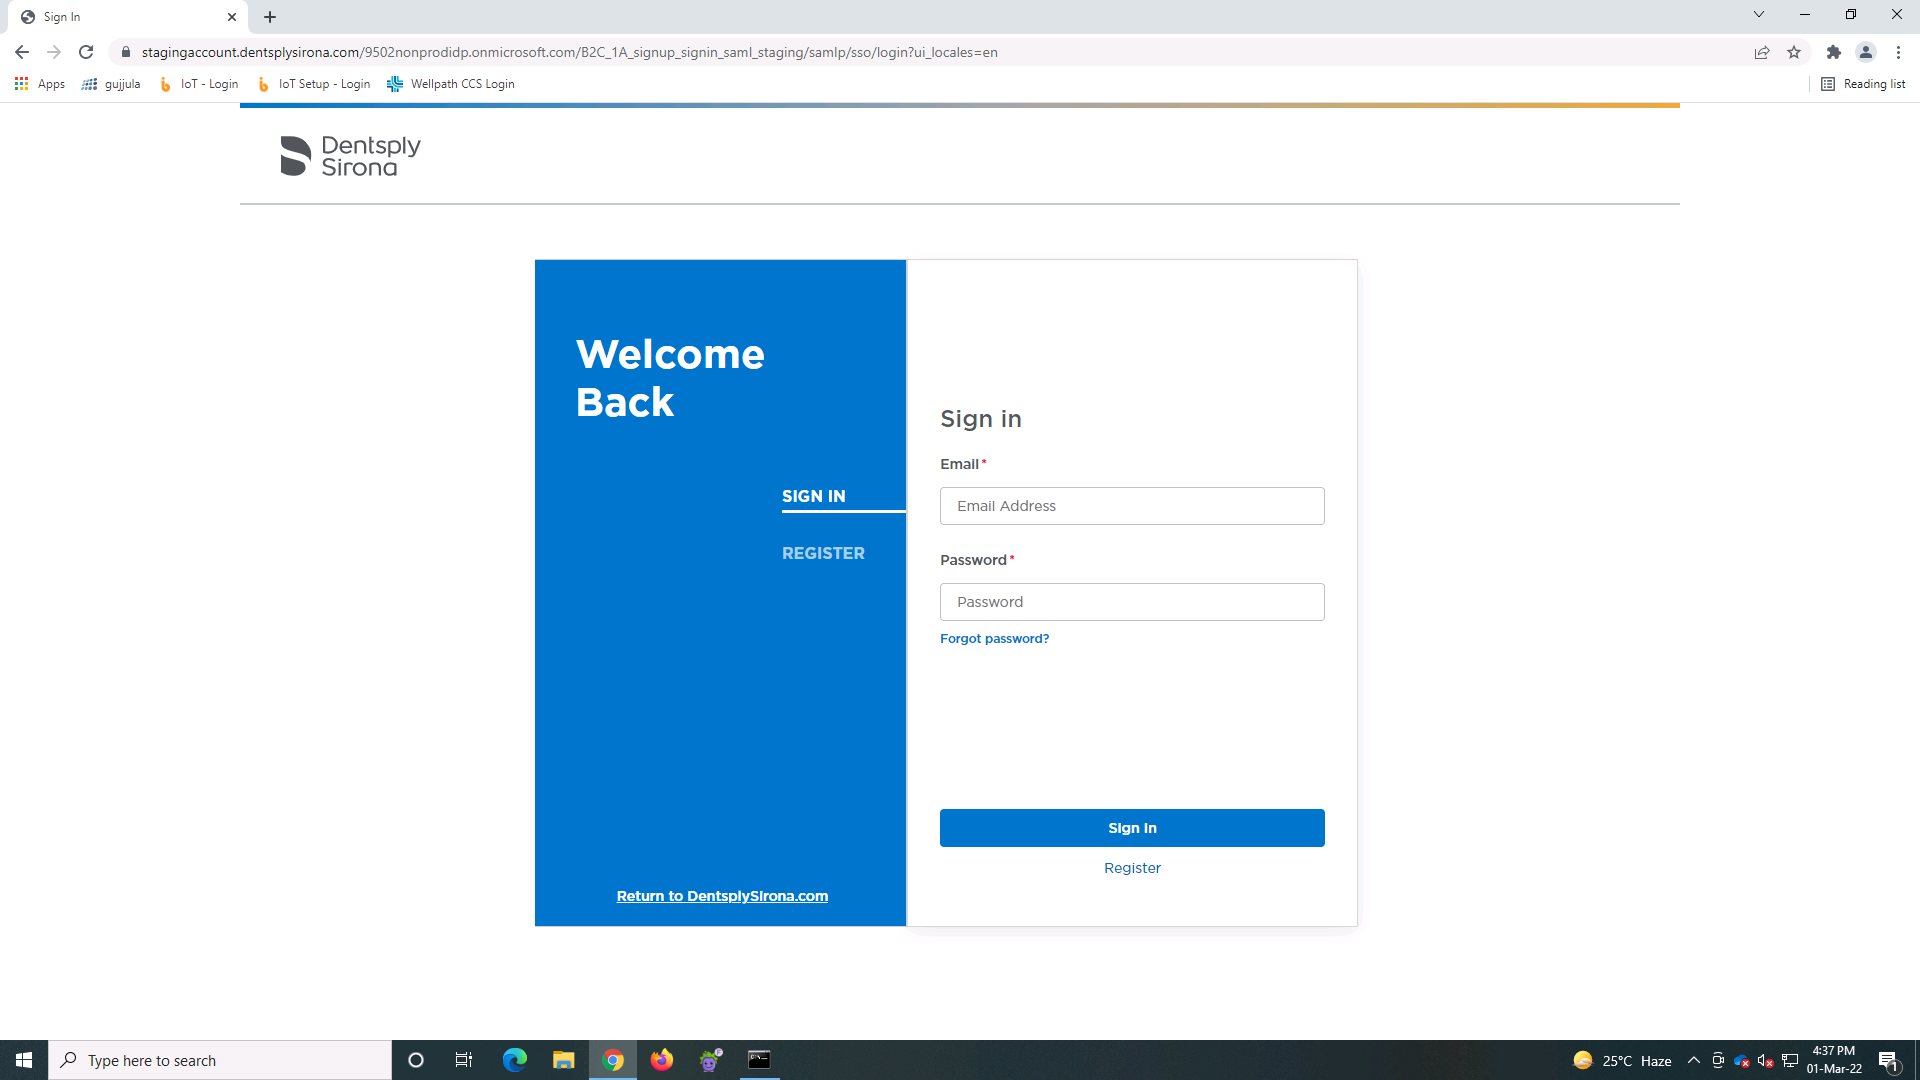 Sign In
stagingaccount.dentsplysirona.com/9502nonprodidp.onmicrosoft.com/B2C_1A_signup_signin_saml_staging/samlp/sso/login?ui_locales=en
Apps gujjula IoT - Login IoT Setup - Login Wellpath CCS Login Reading list
Dentsply
Sirona
Welcome
Back
SIGN IN
REGISTER
Return to DentsplySirona.com
Sign in
Email*
Email Address
Password*
Password
Forgot password?
Sign In
Register
Type here to search
25°C Haze
4:37 PM
01-Mar-22
1